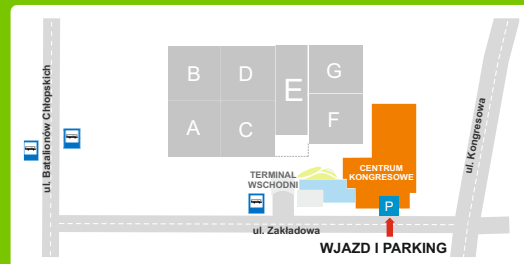 B
D
E
G
A
C
F
ul. Batalionów Chłopskich
ul. Kongresowa
TERMINAL
WSCHODNI
CENTRUM
KONGRESOWE
P
ul. Zakładowa
WJAZD I PARKING